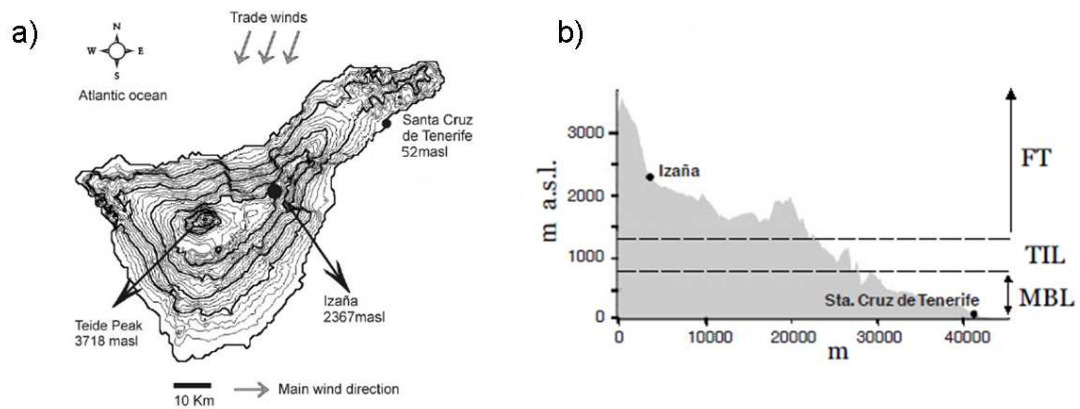 a)
Trade winds
N
W
E
S
Atlantic ocean
Santa Cruz
de Tenerife
52masl
Teide Peak
3718 masl
Izaña
2367masl
10 Km
Main wind direction
b)
m a.s.l.
3000
2000
1000
0
Izaña
Sta. Cruz de Tenerife
FT
TIL
MBL
0
10000
20000
30000
40000
m